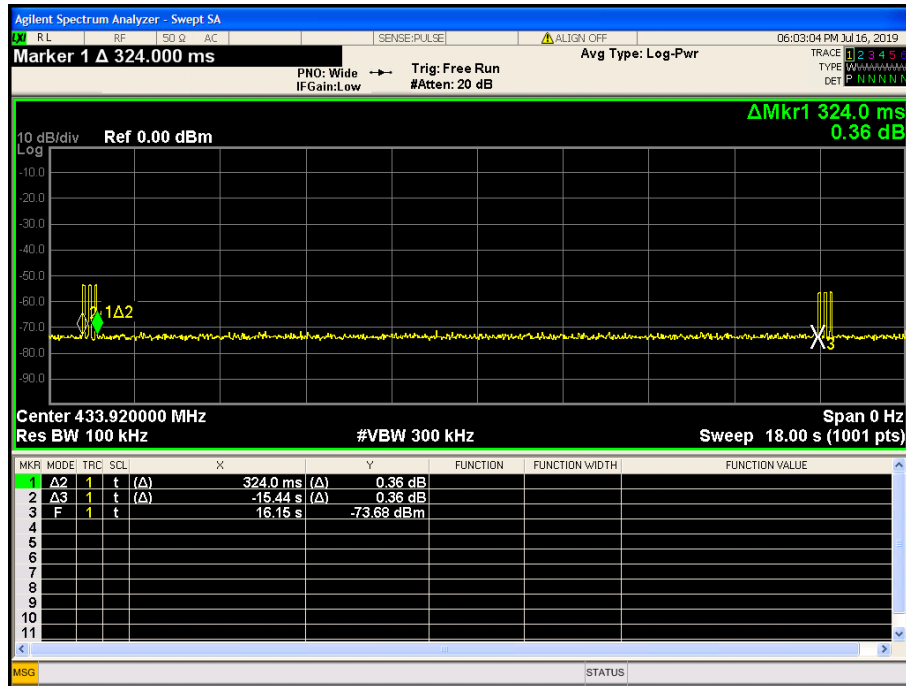 Agilent Spectrum Analyzer - Swept SA
LXI RL RF 50 Ω AC SENSE:PULSE ALIGN OFF 06:03:04 PM Jul 16, 2019
Marker 1 Δ 324.000 ms
PNO: Wide
IFGain:Low
Trig: Free Run
#Atten: 20 dB
Avg Type: Log-Pwr
TRACE 1 2 3 4 5 6
TYPE WWWWWW
DET P N N N N N
ΔMkr1 324.0 ms
0.36 dB
10 dB/div Ref 0.00 dBm
Log
-10.0
-20.0
-30.0
-40.0
-50.0
-60.0
2 1Δ2
-70.0
3
-80.0
-90.0
Center 433.920000 MHz Span 0 Hz
Res BW 100 kHz #VBW 300 kHz Sweep 18.00 s (1001 pts)
MKR MODE TRC SCL X Y FUNCTION FUNCTION WIDTH FUNCTION VALUE
1 Δ2 1 t (Δ) 324.0 ms (Δ) 0.36 dB
2 Δ3 1 t (Δ) -15.44 s (Δ) 0.36 dB
3 F 1 t 16.15 s -73.68 dBm
4
5
6
7
8
9
10
11
MSG STATUS